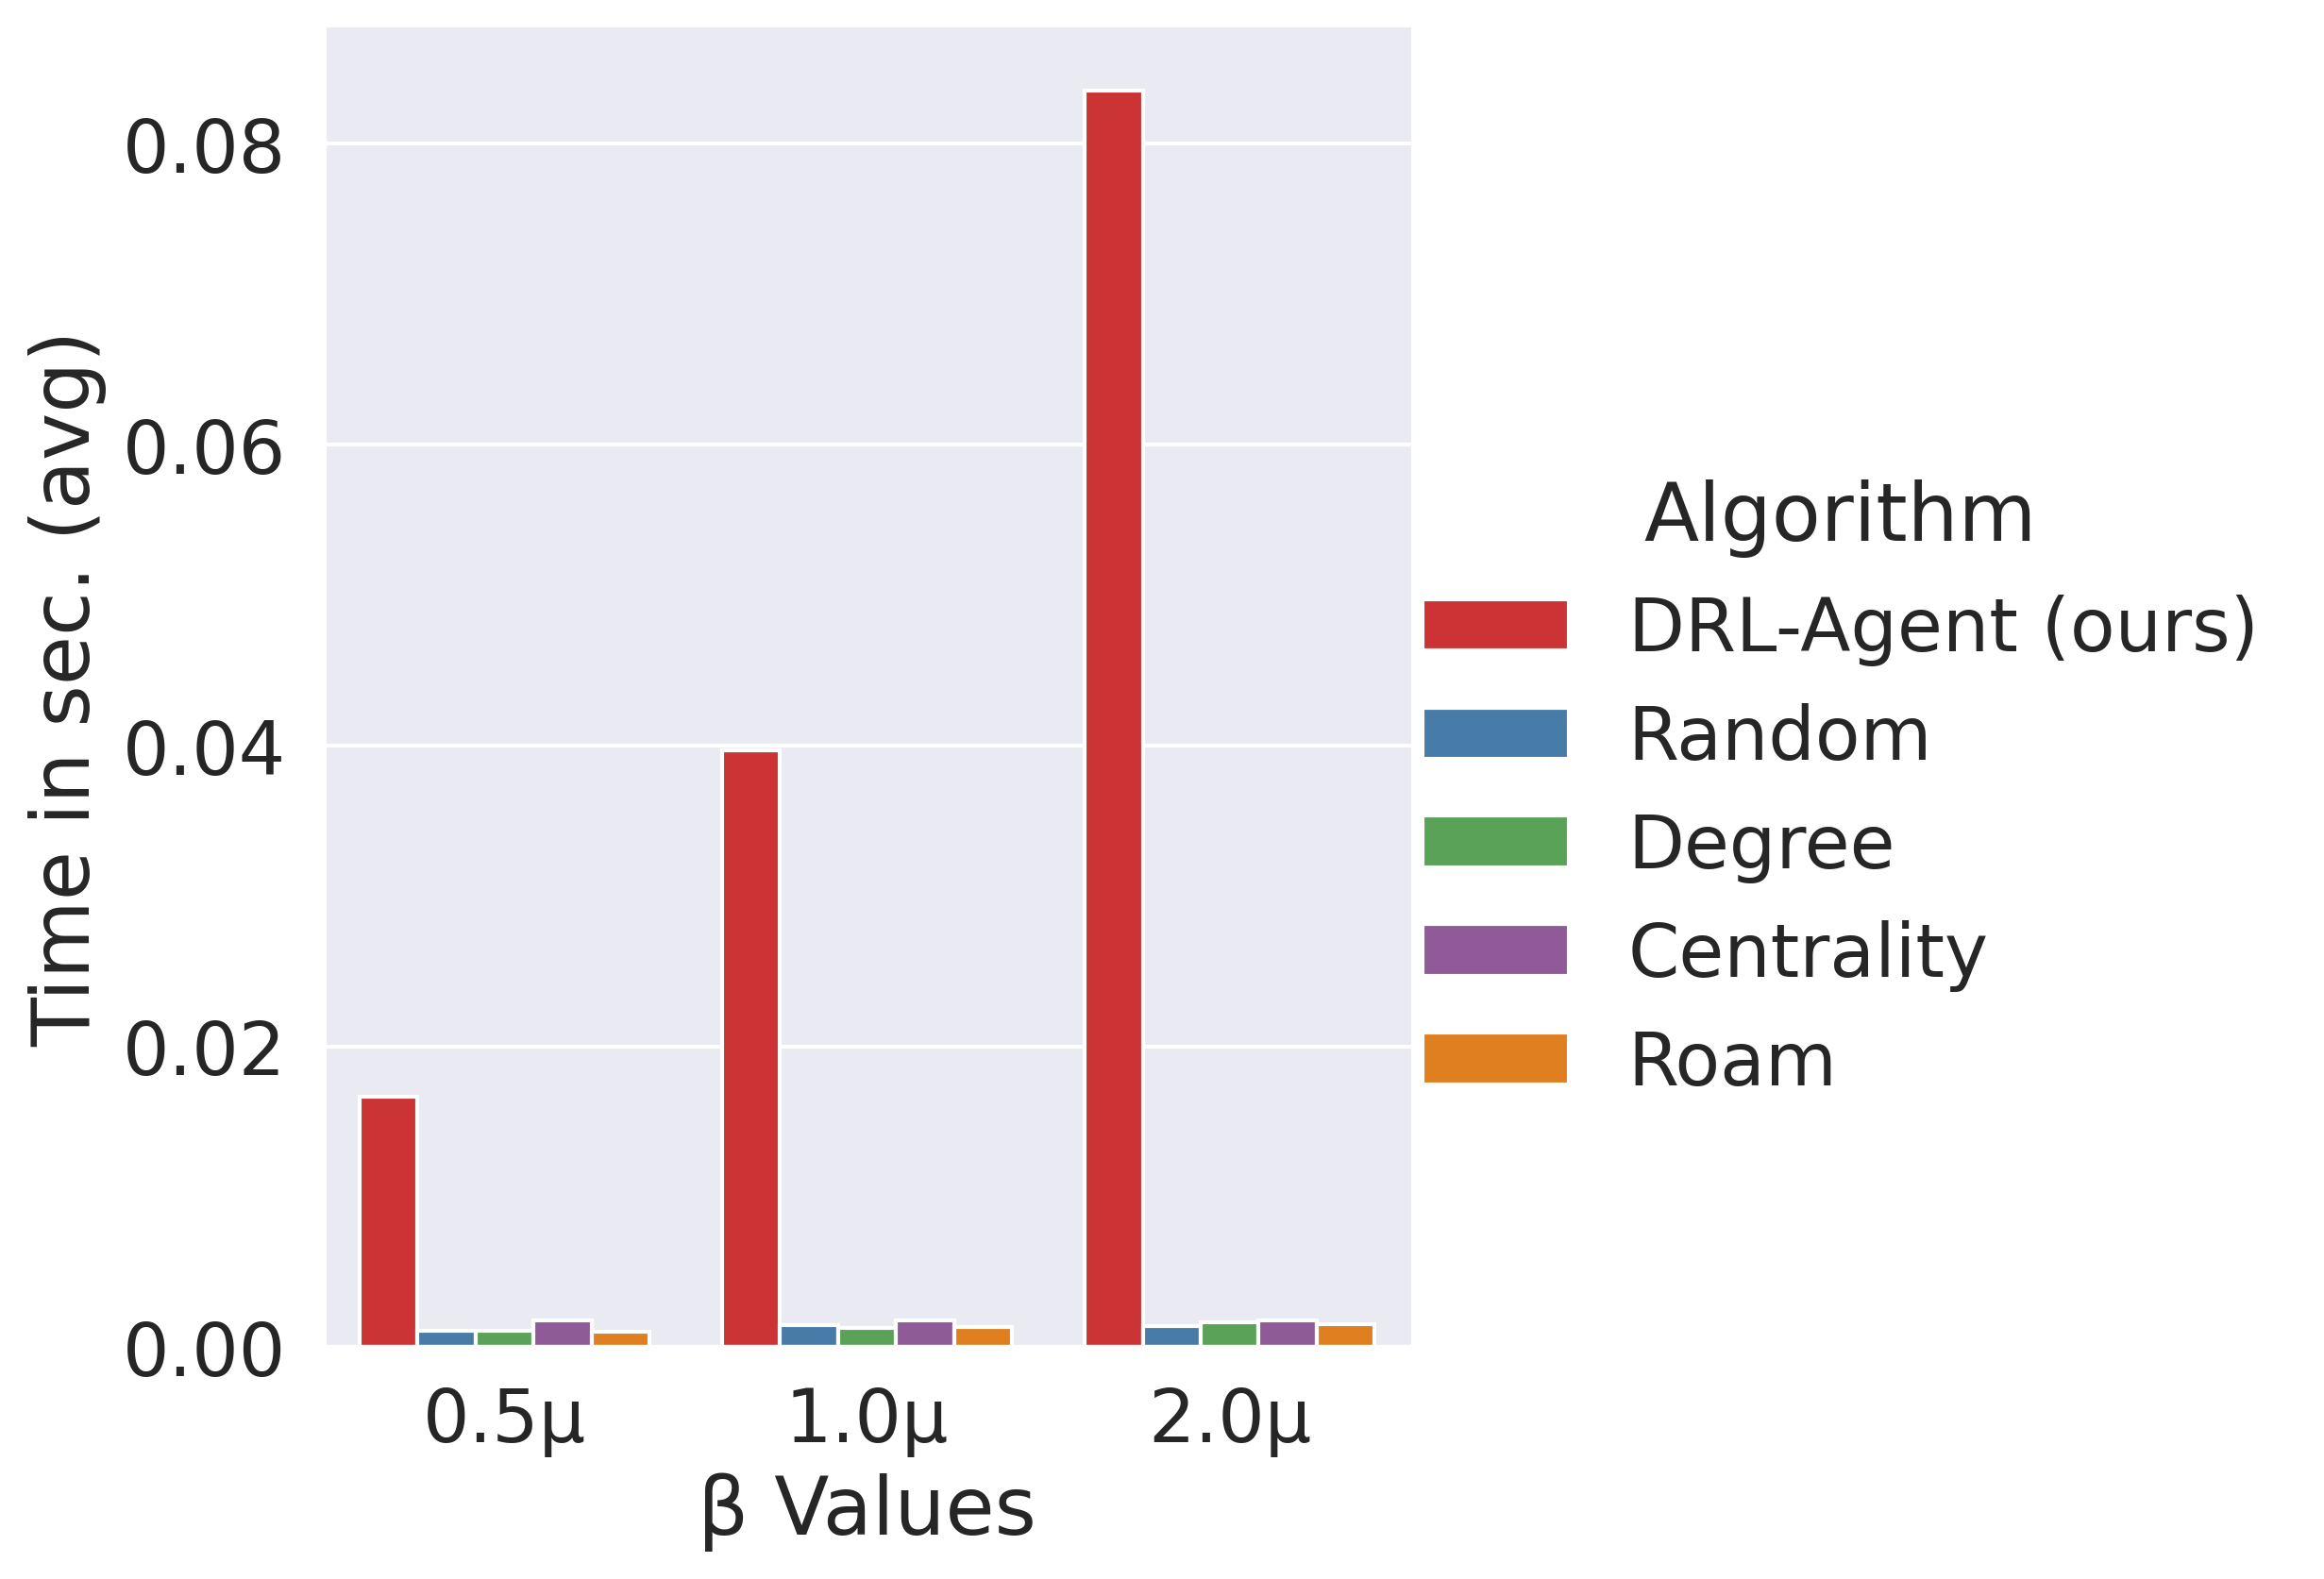 Time in sec. (avg)
0.08
0.06
0.04
0.02
0.00
0.5μ 1.0μ 2.0μ
β Values
Algorithm
DRL-Agent (ours)
Random
Degree
Centrality
Roam